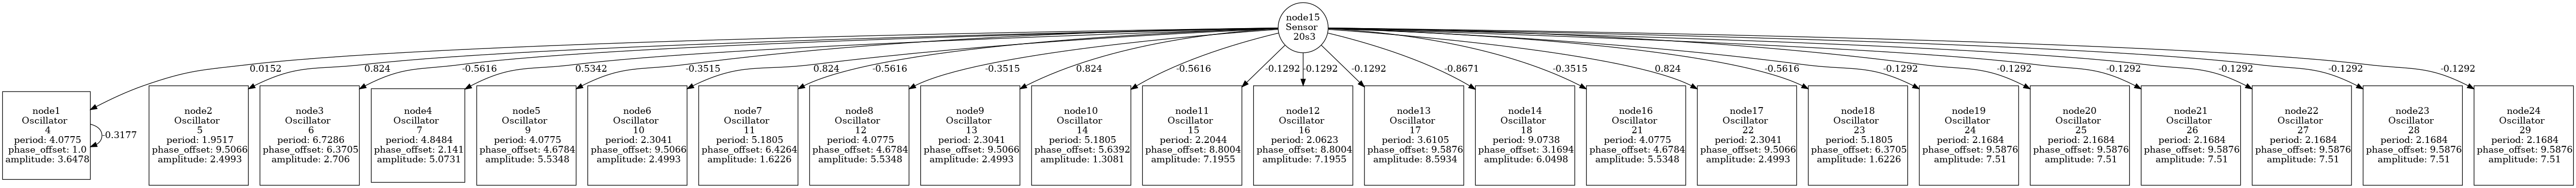 node15
Sensor
20s3
0.0152
0.824
-0.5616
0.5342
-0.3515
0.824
-0.5616
-0.3515
0.824
-0.5616
-0.1292
-0.1292
-0.1292
-0.8671
-0.3515
0.824
-0.5616
-0.1292
-0.1292
-0.1292
-0.1292
-0.1292
-0.1292
node1
Oscillator
4
period: 4.0775
phase_offset: 1.0
amplitude: 3.6478
-0.3177
node2
Oscillator
5
period: 1.9517
phase_offset: 9.5066
amplitude: 2.4993
node3
Oscillator
6
period: 6.7286
phase_offset: 6.3705
amplitude: 2.706
node4
Oscillator
7
period: 4.8484
phase_offset: 2.141
amplitude: 5.0731
node5
Oscillator
9
period: 4.0775
phase_offset: 4.6784
amplitude: 5.5348
node6
Oscillator
10
period: 2.3041
phase_offset: 9.5066
amplitude: 2.4993
node7
Oscillator
11
period: 5.1805
phase_offset: 6.4264
amplitude: 1.6226
node8
Oscillator
12
period: 4.0775
phase_offset: 4.6784
amplitude: 5.5348
node9
Oscillator
13
period: 2.3041
phase_offset: 9.5066
amplitude: 2.4993
node10
Oscillator
14
period: 5.1805
phase_offset: 5.6392
amplitude: 1.3081
node11
Oscillator
15
period: 2.2044
phase_offset: 8.8004
amplitude: 7.1955
node12
Oscillator
16
period: 2.0623
phase_offset: 8.8004
amplitude: 7.1955
node13
Oscillator
17
period: 3.6105
phase_offset: 9.5876
amplitude: 8.5934
node14
Oscillator
18
period: 9.0738
phase_offset: 3.1694
amplitude: 6.0498
node16
Oscillator
21
period: 4.0775
phase_offset: 4.6784
amplitude: 5.5348
node17
Oscillator
22
period: 2.3041
phase_offset: 9.5066
amplitude: 2.4993
node18
Oscillator
23
period: 5.1805
phase_offset: 6.3705
amplitude: 1.6226
node19
Oscillator
24
period: 2.1684
phase_offset: 9.5876
amplitude: 7.51
node20
Oscillator
25
period: 2.1684
phase_offset: 9.5876
amplitude: 7.51
node21
Oscillator
26
period: 2.1684
phase_offset: 9.5876
amplitude: 7.51
node22
Oscillator
27
period: 2.1684
phase_offset: 9.5876
amplitude: 7.51
node23
Oscillator
28
period: 2.1684
phase_offset: 9.5876
amplitude: 7.51
node24
Oscillator
29
period: 2.1684
phase_offset: 9.5876
amplitude: 7.51